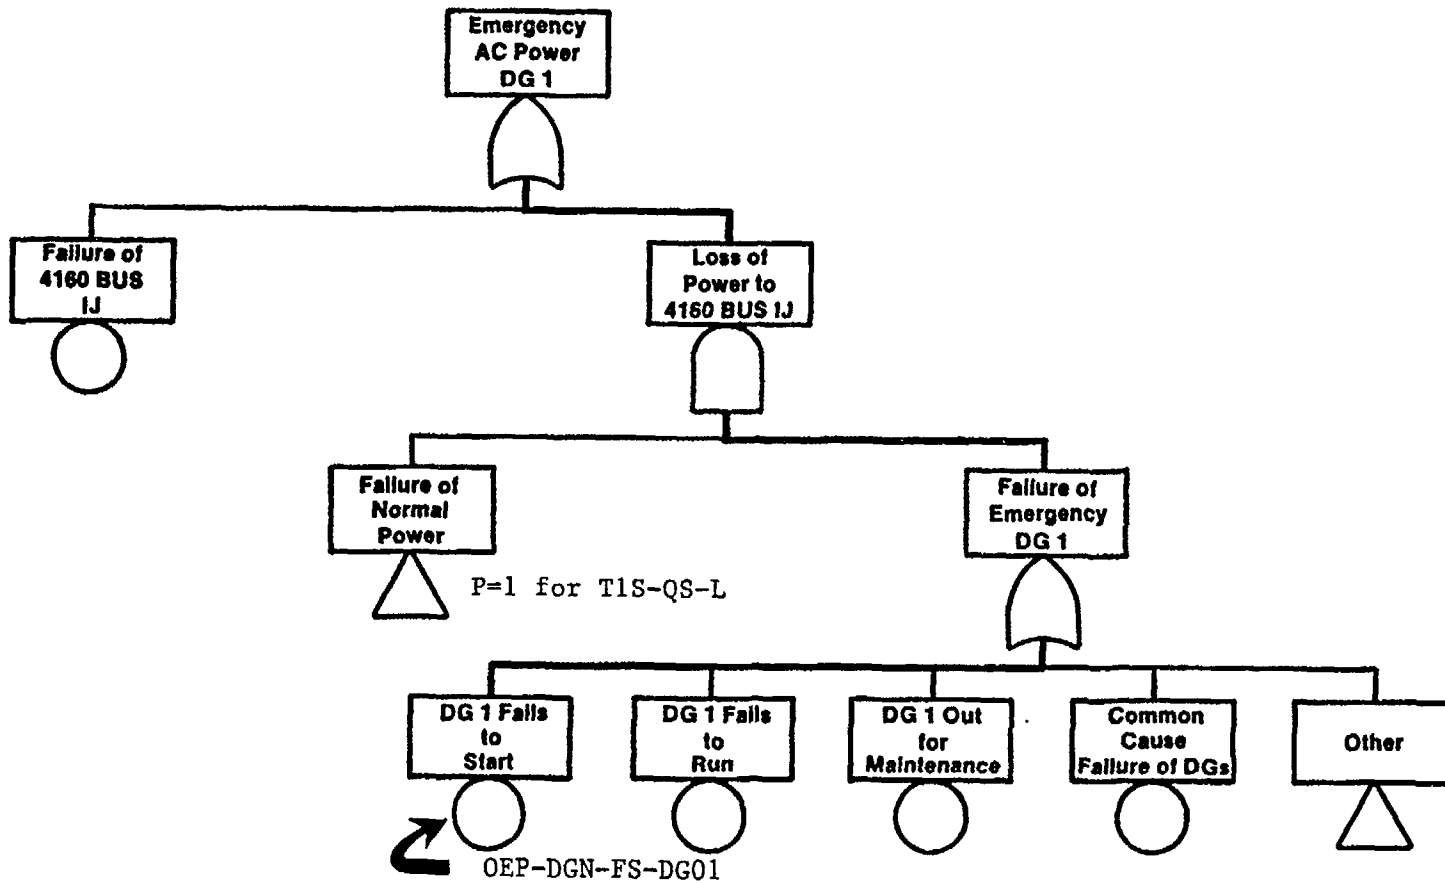 Emergency
AC Power
DG 1
Failure of
4160 BUS
IJ
Loss of
Power to
4160 BUS IJ
Failure of
Normal
Power
P=1 for T1S-QS-L
Failure of
Emergency
DG 1
DG 1 Fails
to
Start
DG 1 Fails
to
Run
DG 1 Out
for
Maintenance
Common
Cause
Failure of DGs
Other
OEP-DGN-FS-DG01